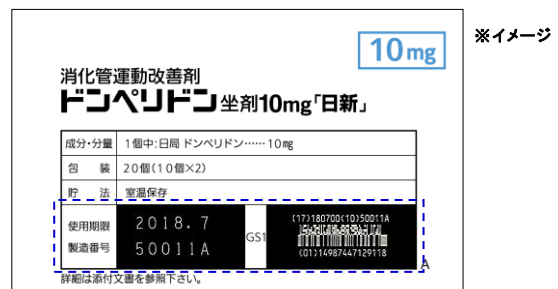 ※イメージ
10mg
消化管運動改善剤
ドンペリドン坐剤10mg「日新」
成分・分量 1個中:日局 ドンペリドン…… 10mg
包 装 20個(10個×2)
貯 法 室温保存
使用期限 2018.7
製造番号 50011A
GS1
(17)180700(10)50011A
(01)14987447129118
A
詳細は添付文書を参照下さい。